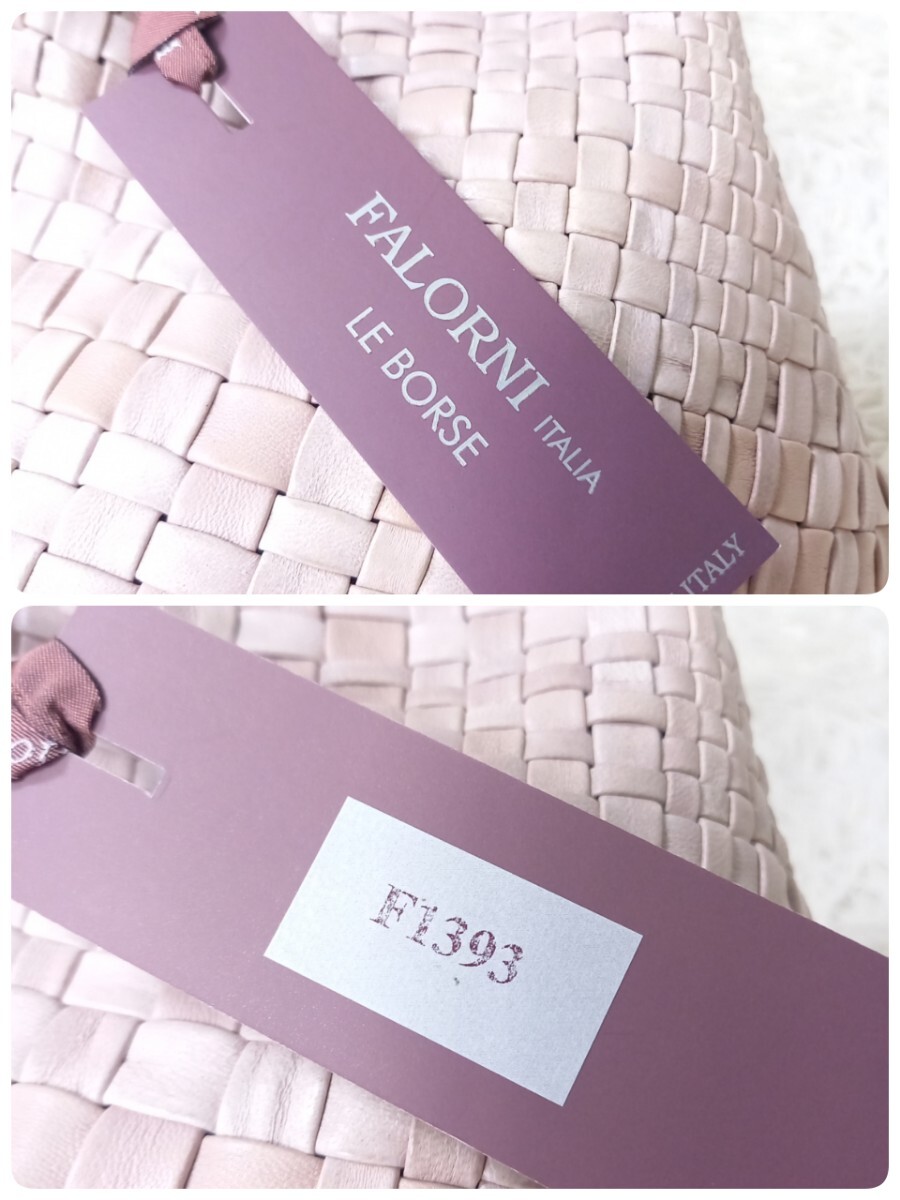 FALORNI ITALIA
LE BORSE
ITALY
F1393